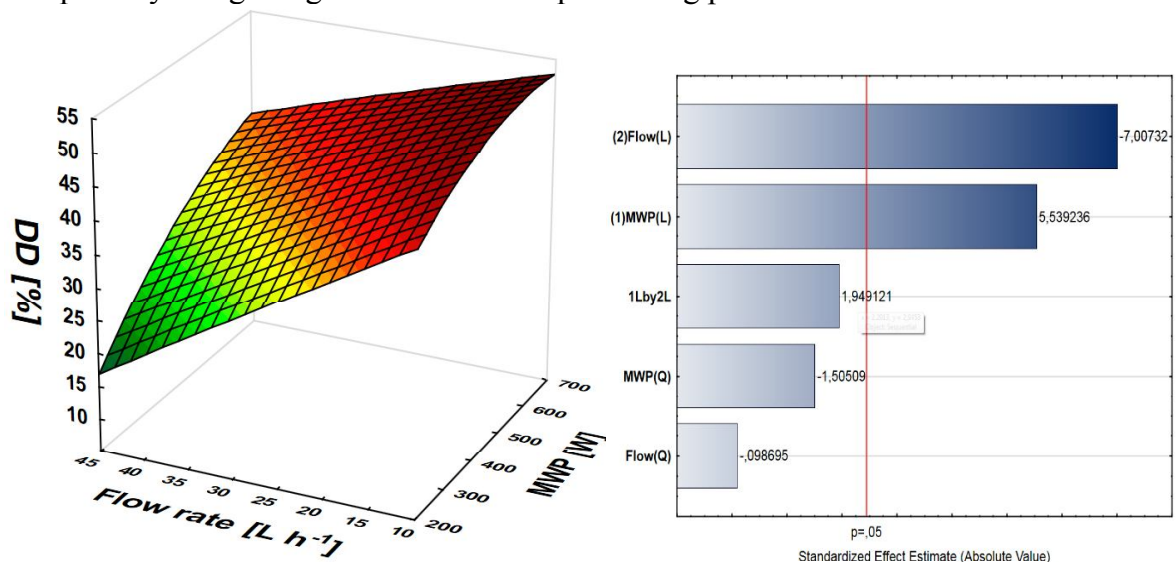 55
50
45
40
35
30
25
20
15
10
DD [%]
45
40
35
30
25
20
15
10
Flow rate [L h⁻¹]
200
300
400
500
600
700
MWP [W]
(2)Flow(L)
-7,00732
(1)MWP(L)
5,539236
1Lby2L
1,949121
MWP(Q)
-1,50509
Flow(Q)
-,098695
p=,05
Standardized Effect Estimate (Absolute Value)